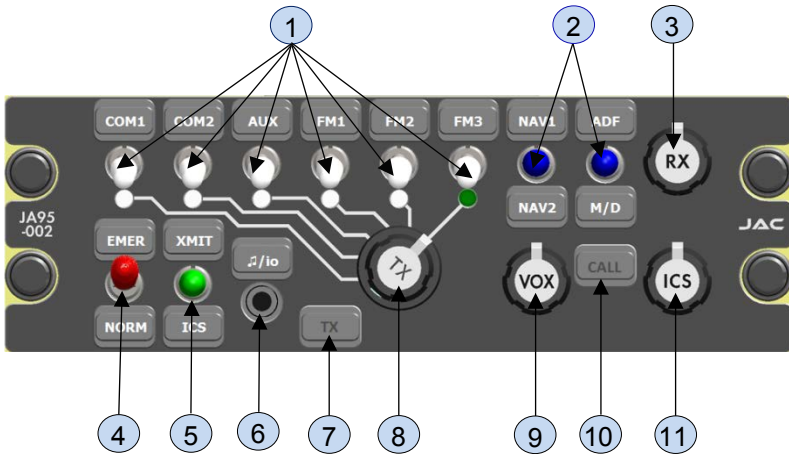 1 2 3
COM1 COM2 AUX FM1 FM2 FM3 NAV1 ADF
RX
JA95
-002
NAV2 M/D
JAC
EMER XMIT
♫/io
TX
VOX
CALL
ICS
NORM ICS
TX
4 5 6 7 8 9 10 11